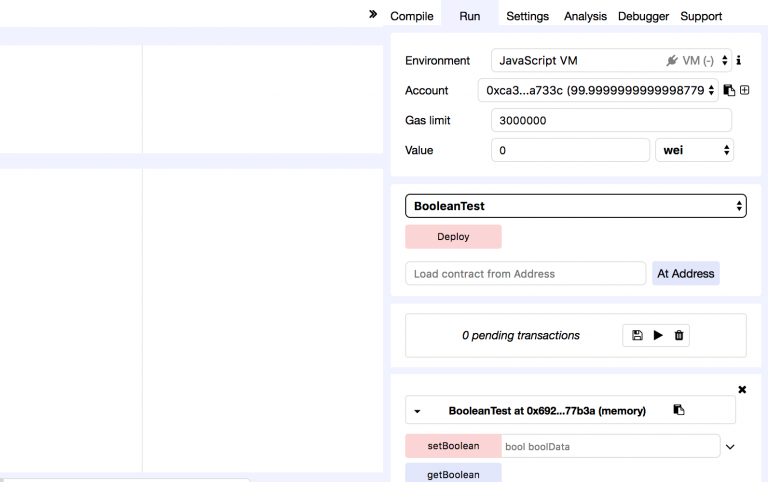 Compile Run Settings Analysis Debugger Support
Environment JavaScript VM VM (-)
Account 0xca3...a733c (99.9999999999998779
Gas limit 3000000
Value 0 wei
BooleanTest
Deploy
Load contract from Address At Address
0 pending transactions
BooleanTest at 0x692...77b3a (memory)
setBoolean bool boolData
getBoolean